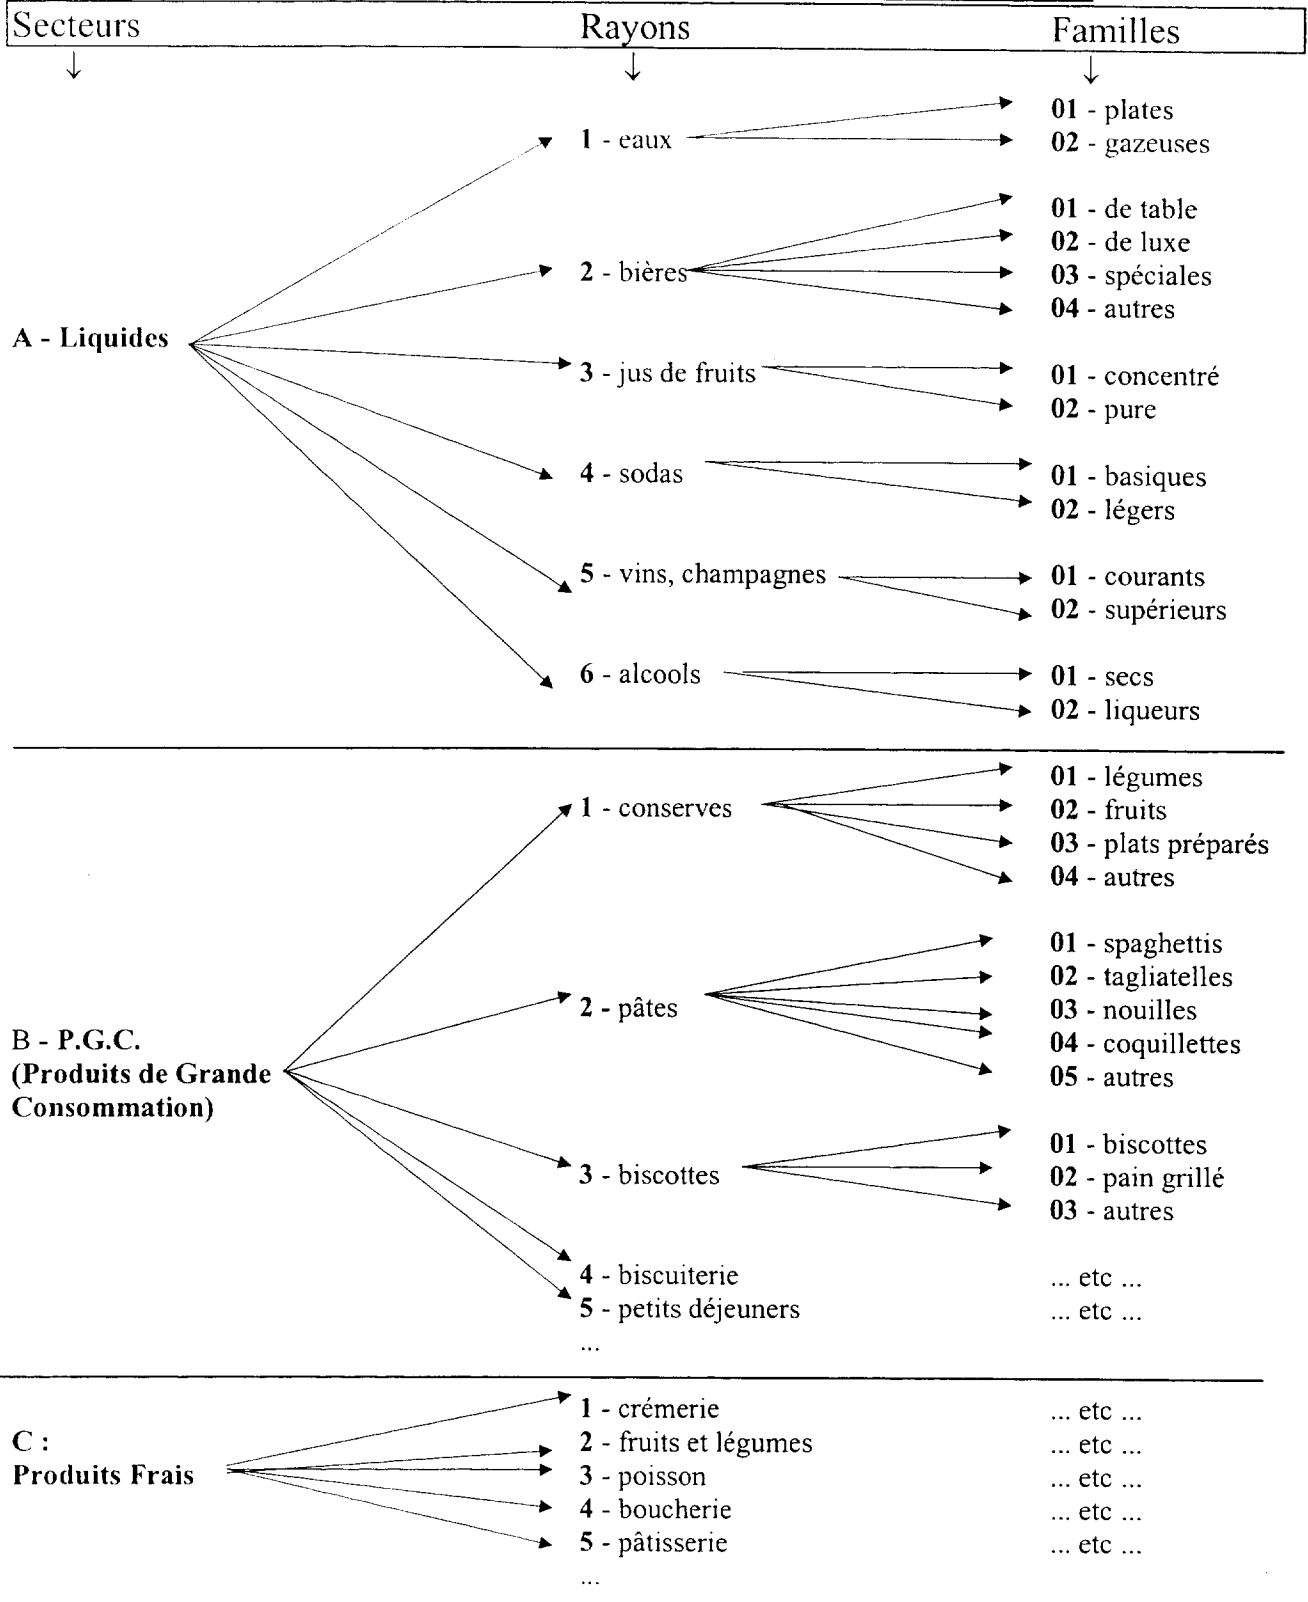 Secteurs Rayons Familles
01 - plates
1 - eaux
02 - gazeuses
01 - de table
02 - de luxe
2 - bières
03 - spéciales
04 - autres
A - Liquides
3 - jus de fruits
01 - concentré
02 - pure
4 - sodas
01 - basiques
02 - légers
5 - vins, champagnes
01 - courants
02 - supérieurs
6 - alcools
01 - secs
02 - liqueurs
01 - légumes
1 - conserves
02 - fruits
03 - plats préparés
04 - autres
01 - spaghettis
02 - tagliatelles
2 - pâtes
03 - nouilles
04 - coquillettes
05 - autres
B - P.G.C.
(Produits de Grande
Consommation)
01 - biscottes
3 - biscottes
02 - pain grillé
03 - autres
4 - biscuiterie ... etc ...
5 - petits déjeuners ... etc ...
...
1 - crémerie ... etc ...
C :
2 - fruits et légumes ... etc ...
Produits Frais
3 - poisson ... etc ...
4 - boucherie ... etc ...
5 - pâtisserie ... etc ...
...